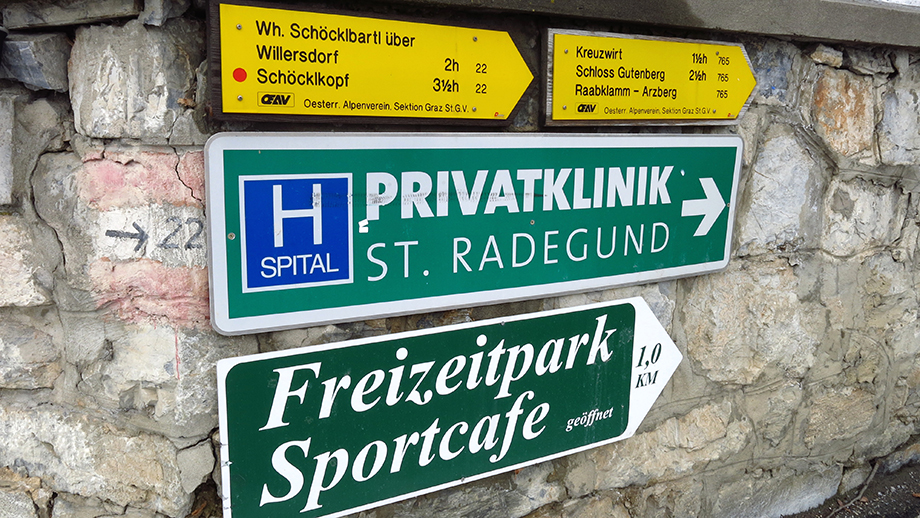 Wh. Schöcklbartl über
Willersdorf 2h 22
Schöcklkopf 3½h 22
ŒAV Oesterr. Alpenverein, Sektion Graz St.G.V.
Kreuzwirt 1½h 765
Schloss Gutenberg 2½h 765
Raabklamm - Arzberg 765
ŒAV Oesterr. Alpenverein, Sektion Graz St.G.V.
22
H
SPITAL
PRIVATKLINIK
ST. RADEGUND
Freizeitpark
Sportcafe geöffnet
1,0
KM